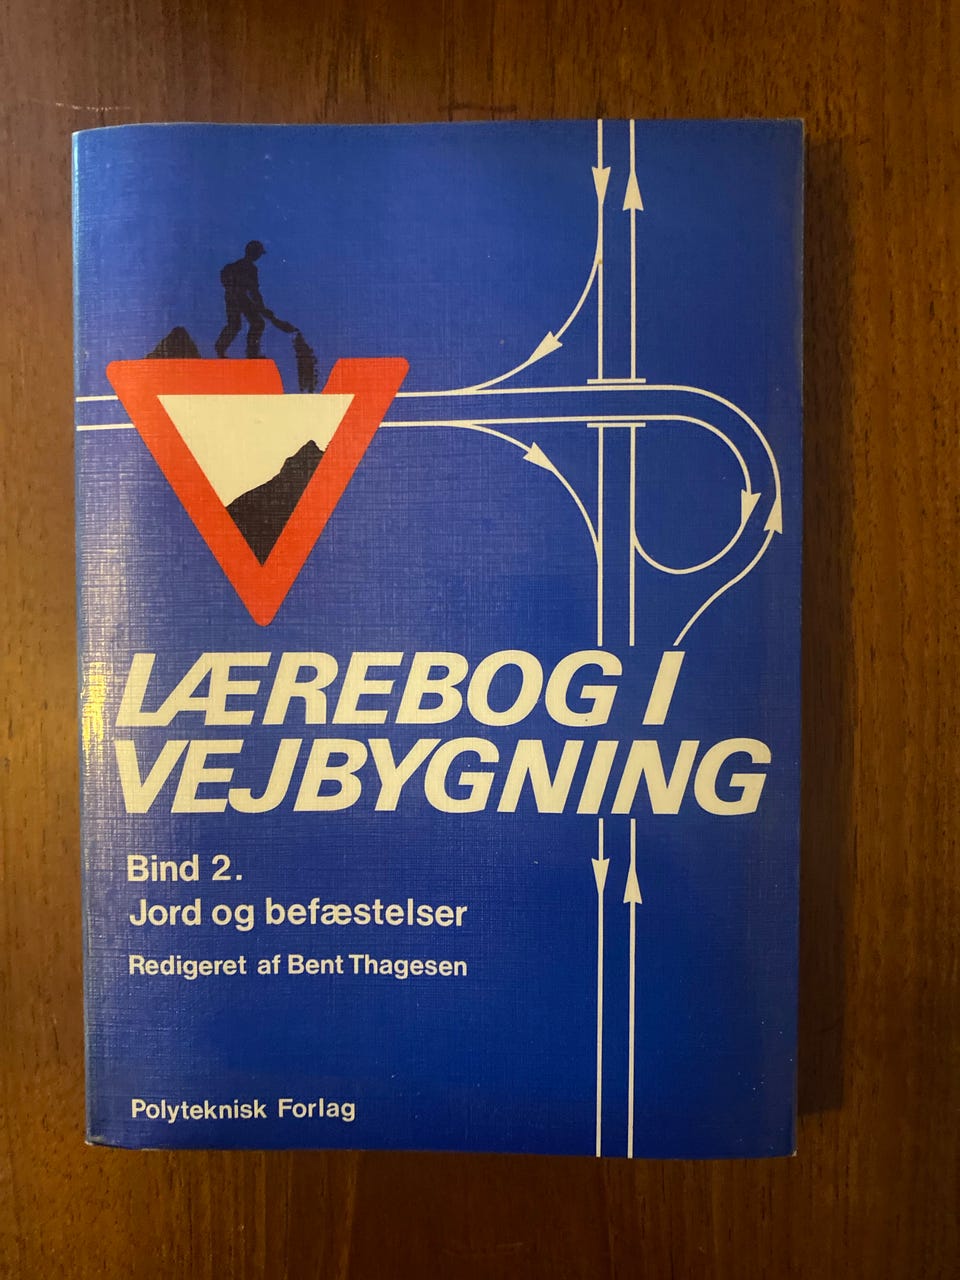 LÆREBOG I
VEJBYGNING
Bind 2.
Jord og befæstelser
Redigeret af Bent Thagesen
Polyteknisk Forlag